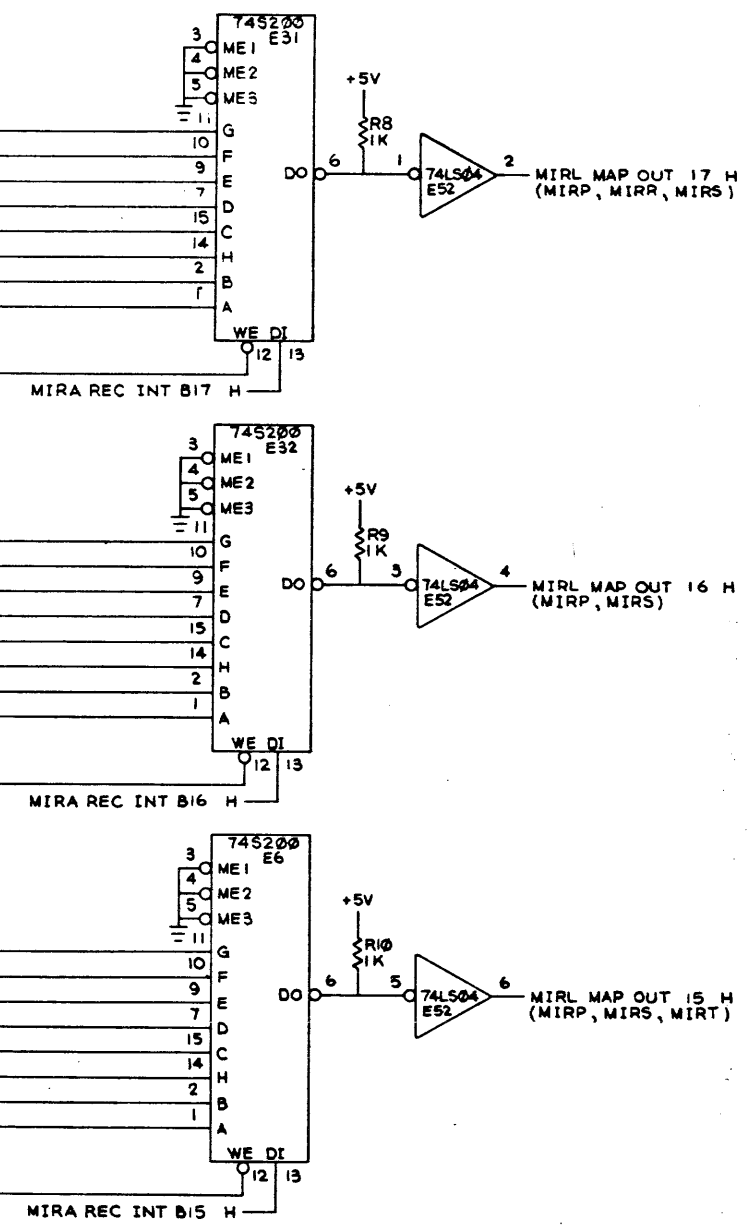 74S200
E31
3 ME1
4 ME2
5 ME3
11 G
10 F
9 E
7 D
15 C
14 H
2 B
1 A
DO 6
+5V
R8
1K
1 74LS04 2
E52
MIRL MAP OUT 17 H
(MIRP, MIRR, MIRS)
WE DI
12 13
MIRA REC INT B17 H
74S200
E32
3 ME1
4 ME2
5 ME3
11 G
10 F
9 E
7 D
15 C
14 H
2 B
1 A
DO 6
+5V
R9
1K
3 74LS04 4
E52
MIRL MAP OUT 16 H
(MIRP, MIRS)
WE DI
12 13
MIRA REC INT B16 H
74S200
E6
3 ME1
4 ME2
5 ME3
11 G
10 F
9 E
7 D
15 C
14 H
2 B
1 A
DO 6
+5V
R10
1K
5 74LS04 6
E52
MIRL MAP OUT 15 H
(MIRP, MIRS, MIRT)
WE DI
12 13
MIRA REC INT B15 H